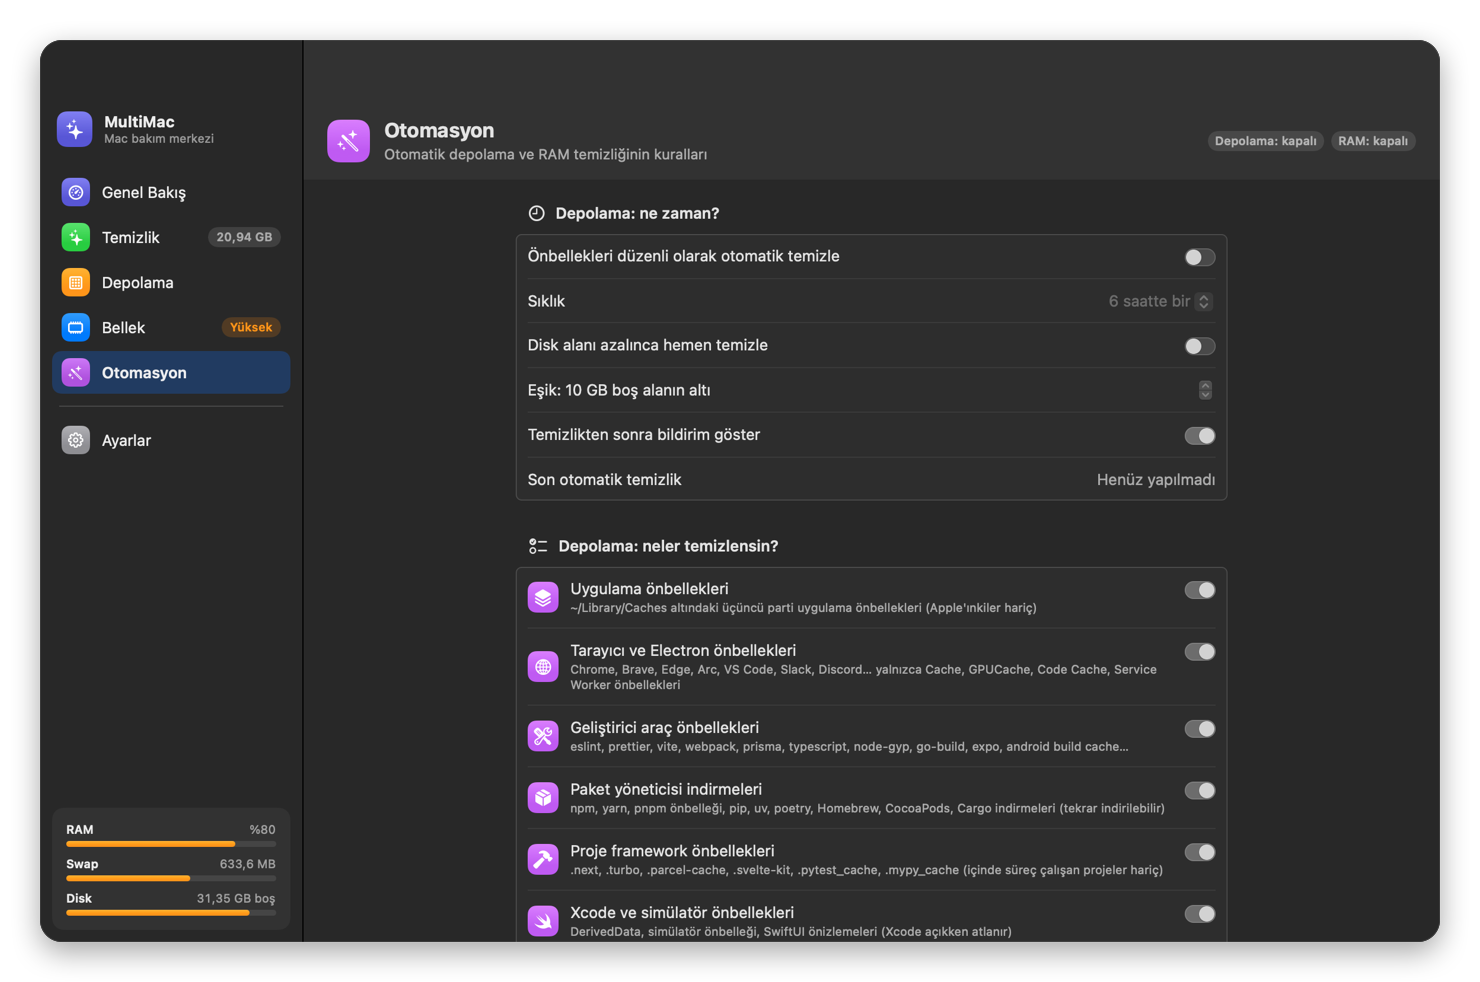 MultiMac
Mac bakım merkezi
Genel Bakış
Temizlik 20,94 GB
Depolama
Bellek Yüksek
Otomasyon
Ayarlar
RAM %80
Swap 633,6 MB
Disk 31,35 GB boş
Otomasyon
Otomatik depolama ve RAM temizliğinin kuralları
Depolama: kapalı RAM: kapalı
Depolama: ne zaman?
Önbellekleri düzenli olarak otomatik temizle
Sıklık 6 saatte bir
Disk alanı azalınca hemen temizle
Eşik: 10 GB boş alanın altı
Temizlikten sonra bildirim göster
Son otomatik temizlik Henüz yapılmadı
Depolama: neler temizlensin?
Uygulama önbellekleri
~/Library/Caches altındaki üçüncü parti uygulama önbellekleri (Apple'ınkiler hariç)
Tarayıcı ve Electron önbellekleri
Chrome, Brave, Edge, Arc, VS Code, Slack, Discord... yalnızca Cache, GPUCache, Code Cache, Service
Worker önbellekleri
Geliştirici araç önbellekleri
eslint, prettier, vite, webpack, prisma, typescript, node-gyp, go-build, expo, android build cache...
Paket yöneticisi indirmeleri
npm, yarn, pnpm önbelleği, pip, uv, poetry, Homebrew, CocoaPods, Cargo indirmeleri (tekrar indirilebilir)
Proje framework önbellekleri
.next, .turbo, .parcel-cache, .svelte-kit, .pytest_cache, .mypy_cache (içinde süreç çalışan projeler hariç)
Xcode ve simülatör önbellekleri
DerivedData, simülatör önbelleği, SwiftUI önizlemeleri (Xcode açıkken atlanır)